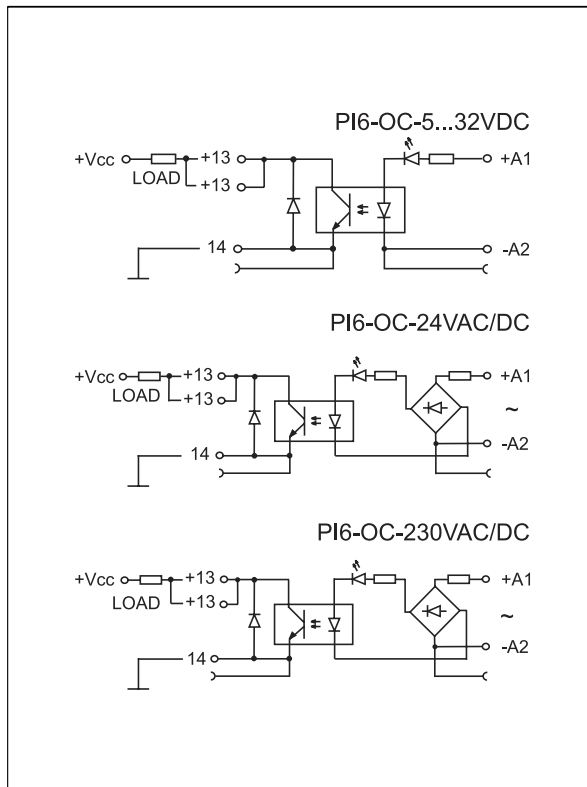 PI6-OC-5...32VDC
+Vcc
LOAD
+13
+13
+A1
14
-A2
PI6-OC-24VAC/DC
+Vcc
LOAD
+13
+13
+A1
~
14
-A2
PI6-OC-230VAC/DC
+Vcc
LOAD
+13
+13
+A1
~
14
-A2